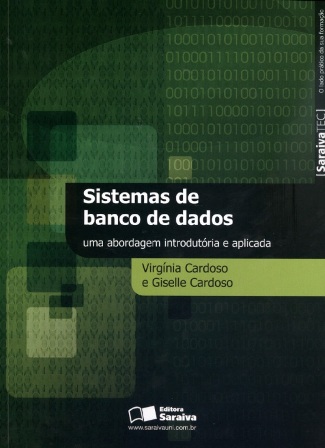 SaraivaTEC | O lado prático da sua formação
Sistemas de
banco de dados
uma abordagem introdutória e aplicada
Virgínia Cardoso
e Giselle Cardoso
Editora
Saraiva
www.saraivauni.com.br